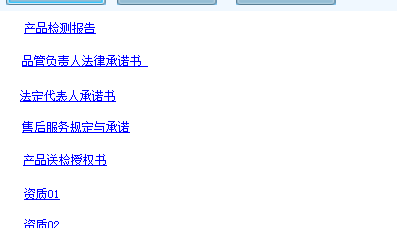 产品检测报告
品管负责人法律承诺书
法定代表人承诺书
售后服务规定与承诺
产品送检授权书
资质01
资质02